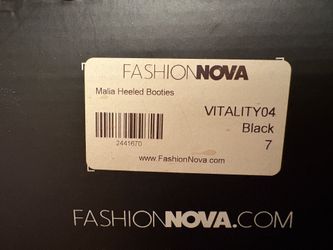 FASHIONNOVA
Malia Heeled Booties
VITALITY04
Black
7
2441670
www.FashionNova.com
FASHIONNOVA.COM